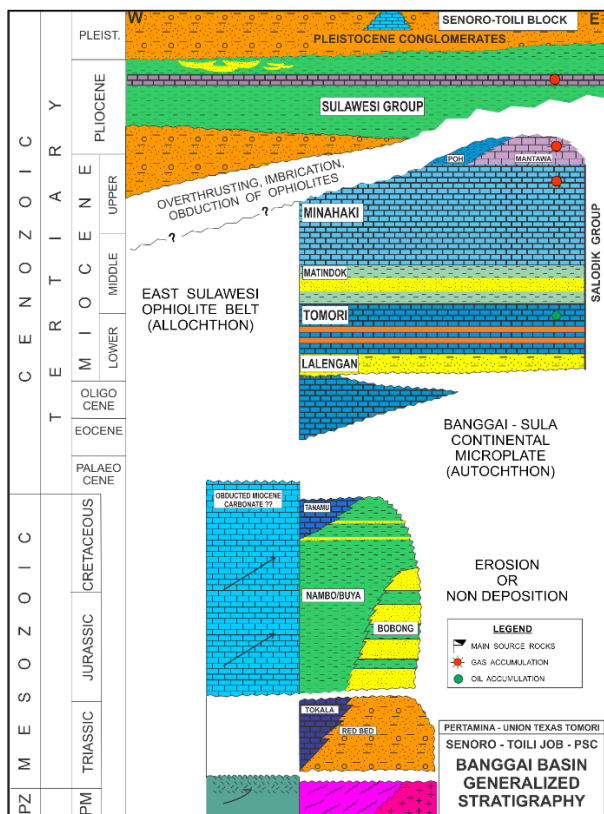 W
E
SENORO-TOILI BLOCK
PLEISTOCENE CONGLOMERATES
SULAWESI GROUP
OVERTHRUSTING, IMBRICATION,
OBDUCTION OF OPHIOLITES
?
?
POH
MANTAWA
MINAHAKI
MATINDOK
TOMORI
LALENGAN
SALODIK GROUP
EAST SULAWESI
OPHIOLITE BELT
(ALLOCHTHON)
BANGGAI - SULA
CONTINENTAL
MICROPLATE
(AUTOCHTHON)
OBDUCTED MIOCENE
CARBONATE ??
TANAMU
NAMBO/BUYA
BOBONG
EROSION
OR
NON DEPOSITION
TOKALA
RED BED
LEGEND
MAIN SOURCE ROCKS
GAS ACCUMULATION
OIL ACCUMULATION
PERTAMINA - UNION TEXAS TOMORI
SENORO - TOILI JOB - PSC
BANGGAI BASIN
GENERALIZED
STRATIGRAPHY
CENOZOIC
MESOZOIC
PZ
TERTIARY
PLEIST.
PLIOCENE
MIOCENE
UPPER
MIDDLE
LOWER
OLIGO
CENE
EOCENE
PALAEO
CENE
CRETACEOUS
JURASSIC
TRIASSIC
PM